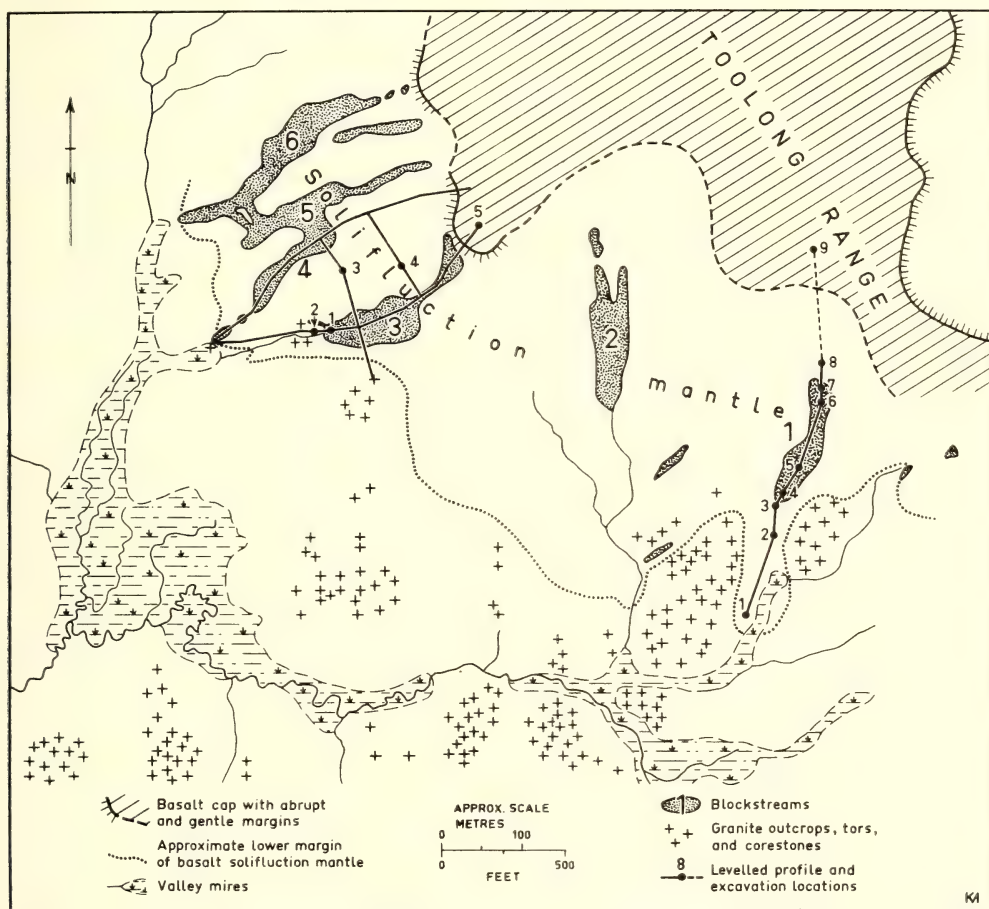 TOOLONG RANGE
N
6
Solifluction mantle
5
5
4
4
3
9
2
1
3
2
8
7
6
1
5
4
3
2
1
Basalt cap with abrupt
and gentle margins
Approximate lower margin
of basalt solifluction mantle
Valley mires
APPROX. SCALE
METRES
0 100
0 500
FEET
1 Blockstreams
Granite outcrops, tors,
and corestones
8 Levelled profile and
excavation locations
KA